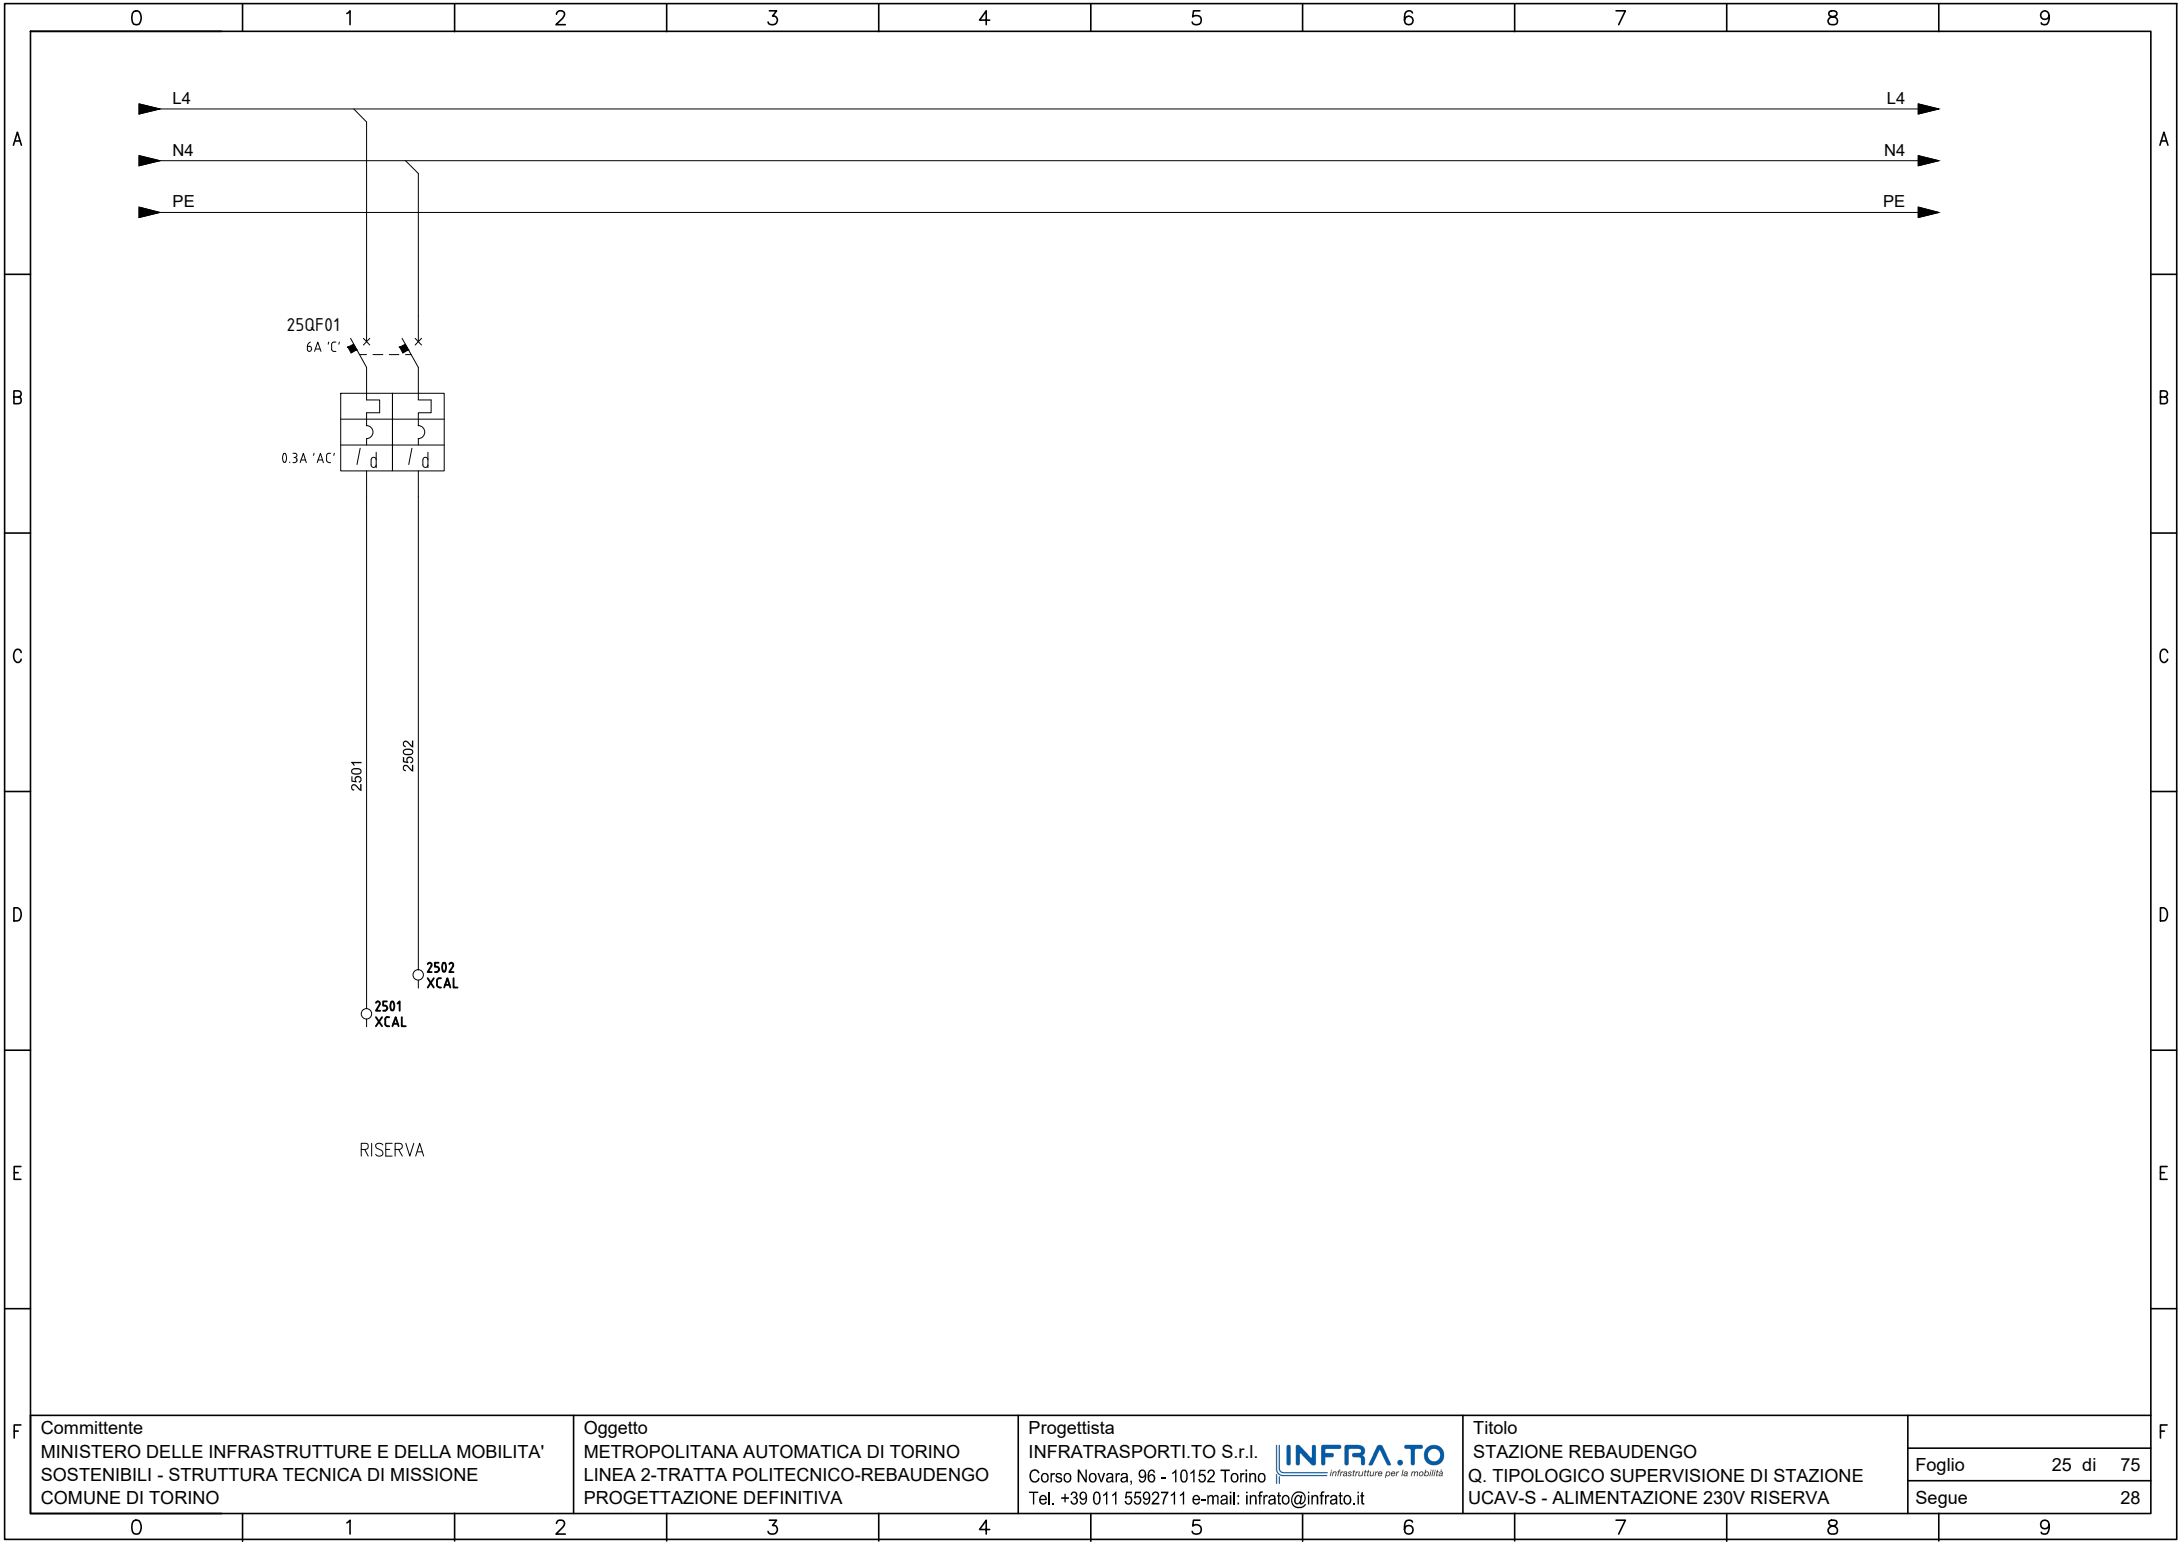 0 1 2 3 4 5 6 7 8 9
L4 L4
A A
N4 N4
PE PE
25QF01
6A 'C'
B B
0.3A 'AC'
/ d / d
C C
2502
2501
D D
2502
XCAL
2501
XCAL
RISERVA
E E
F F
Committente
MINISTERO DELLE INFRASTRUTTURE E DELLA MOBILITA'
SOSTENIBILI - STRUTTURA TECNICA DI MISSIONE
COMUNE DI TORINO
Oggetto
METROPOLITANA AUTOMATICA DI TORINO
LINEA 2-TRATTA POLITECNICO-REBAUDENGO
PROGETTAZIONE DEFINITIVA
Progettista
INFRATRASPORTI.TO S.r.l.
Corso Novara, 96 - 10152 Torino
Tel. +39 011 5592711 e-mail: infrato@infrato.it
INFRA.TO
infrastrutture per la mobilità
Titolo
STAZIONE REBAUDENGO
Q. TIPOLOGICO SUPERVISIONE DI STAZIONE
UCAV-S - ALIMENTAZIONE 230V RISERVA
Foglio 25 di 75
Segue 28
0 1 2 3 4 5 6 7 8 9